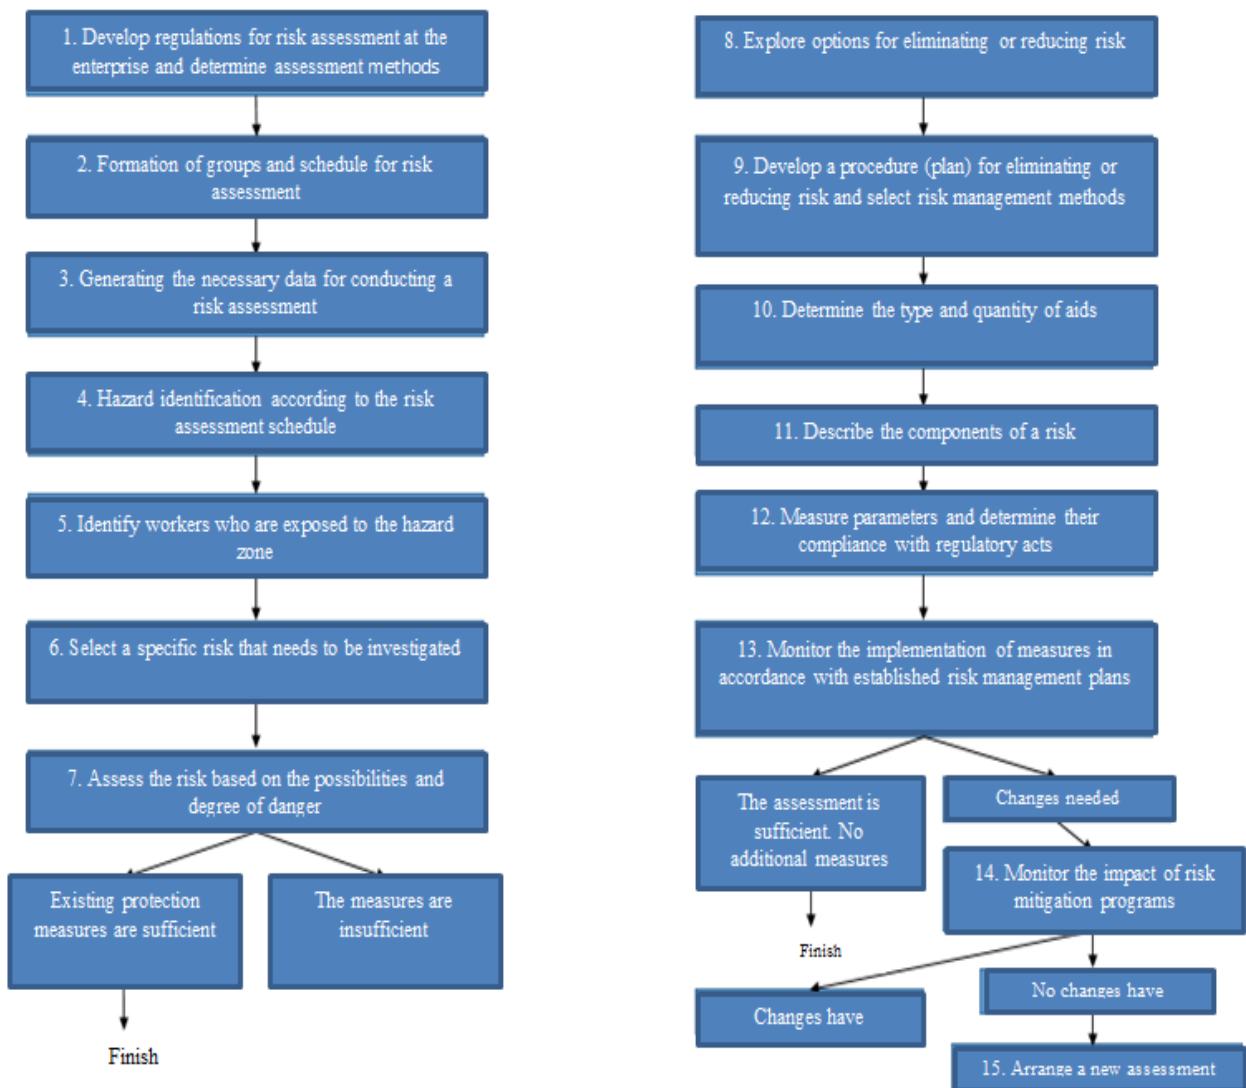 1. Develop regulations for risk assessment at the
enterprise and determine assessment methods
2. Formation of groups and schedule for risk
assessment
3. Generating the necessary data for conducting a
risk assessment
4. Hazard identification according to the risk
assessment schedule
5. Identify workers who are exposed to the hazard
zone
6. Select a specific risk that needs to be investigated
7. Assess the risk based on the possibilities and
degree of danger
Existing protection
measures are sufficient
The measures are
insufficient
Finish
8. Explore options for eliminating or reducing risk
9. Develop a procedure (plan) for eliminating or
reducing risk and select risk management methods
10. Determine the type and quantity of aids
11. Describe the components of a risk
12. Measure parameters and determine their
compliance with regulatory acts
13. Monitor the implementation of measures in
accordance with established risk management plans
The assessment is
sufficient. No
additional measures
Finish
Changes needed
14. Monitor the impact of risk
mitigation programs
Changes have
No changes have
15. Arrange a new assessment